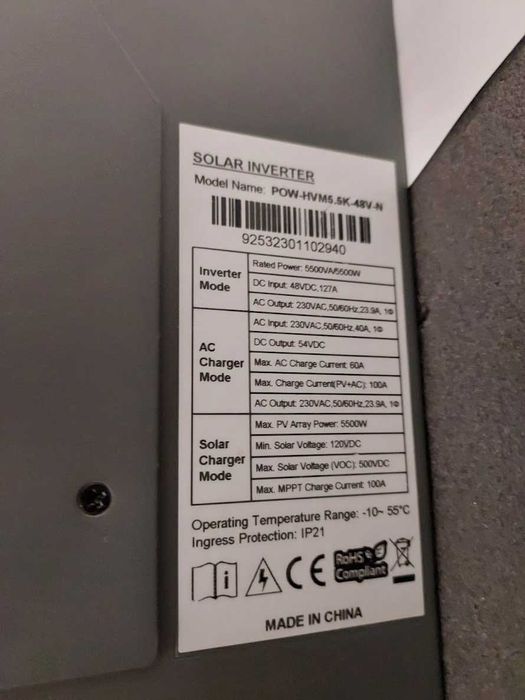 SOLAR INVERTER
Model Name: POW-HVM5.5K-48V-N
92532301102940
Inverter Mode
Rated Power: 5500VA/5500W
DC Input: 48VDC,127A
AC Output: 230VAC,50/60Hz,23.9A, 1Φ
AC Charger Mode
AC Input: 230VAC,50/60Hz,40A, 1Φ
DC Output: 54VDC
Max. AC Charge Current: 60A
Max. Charge Current(PV+AC): 100A
AC Output: 230VAC,50/60Hz,23.9A, 1Φ
Solar Charger Mode
Max. PV Array Power: 5500W
Min. Solar Voltage: 120VDC
Max. Solar Voltage (VOC): 500VDC
Max. MPPT Charge Current: 100A
Operating Temperature Range: -10~ 55°C
Ingress Protection: IP21
i
CE
RoHS
Compliant
MADE IN CHINA